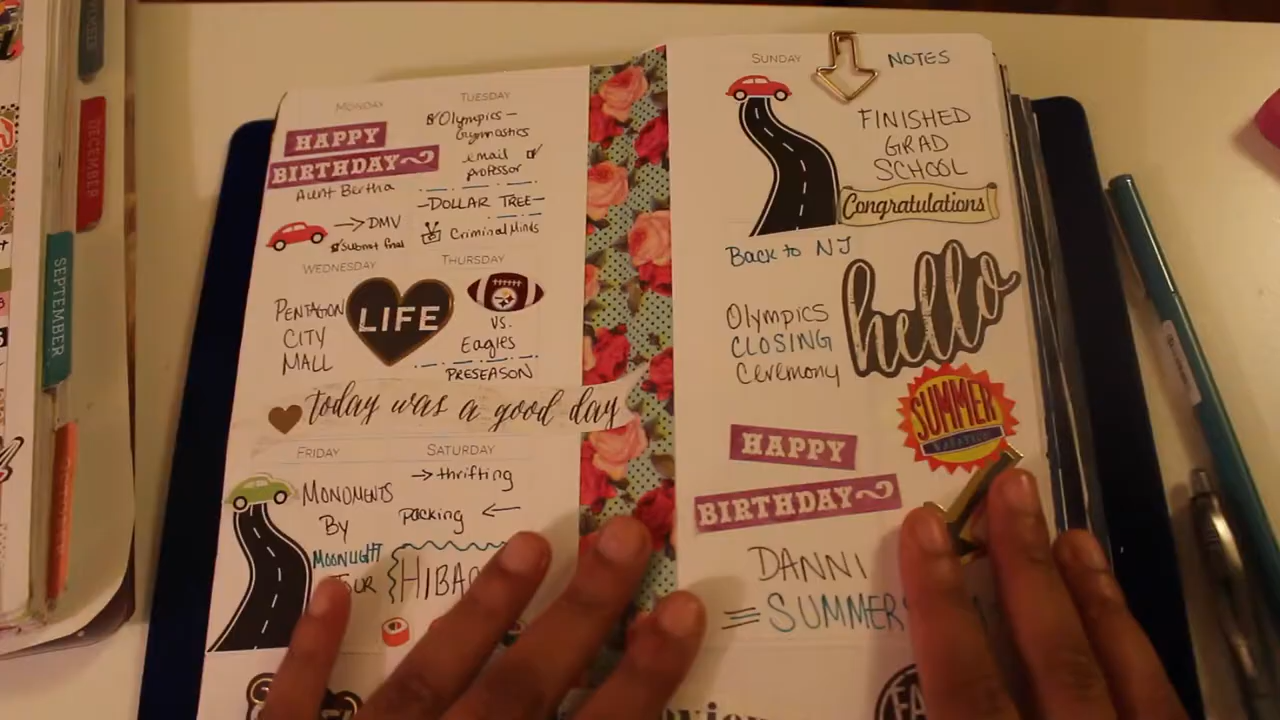 DECEMBER
SEPTEMBER
MONDAY
HAPPY
BIRTHDAY
Aunt Bertha
→ DMV
Submit final
TUESDAY
Olympics –
Gymnastics
email
professor
-DOLLAR TREE-
Criminal Minds
WEDNESDAY
PENTAGON
CITY
MALL
LIFE
THURSDAY
VS.
Eagles
PRESEASON
today was a good day
FRIDAY
MONUMENTS
BY
MOONLIGHT
TOUR
SATURDAY
→ thrifting
packing ←
SUNDAY
Back to NJ
Olympics
CLOSING
Ceremony
NOTES
FINISHED
GRAD
SCHOOL
Congratulations
hello
SUMMER
VACATION
HAPPY
BIRTHDAY
DANNI
= SUMMER